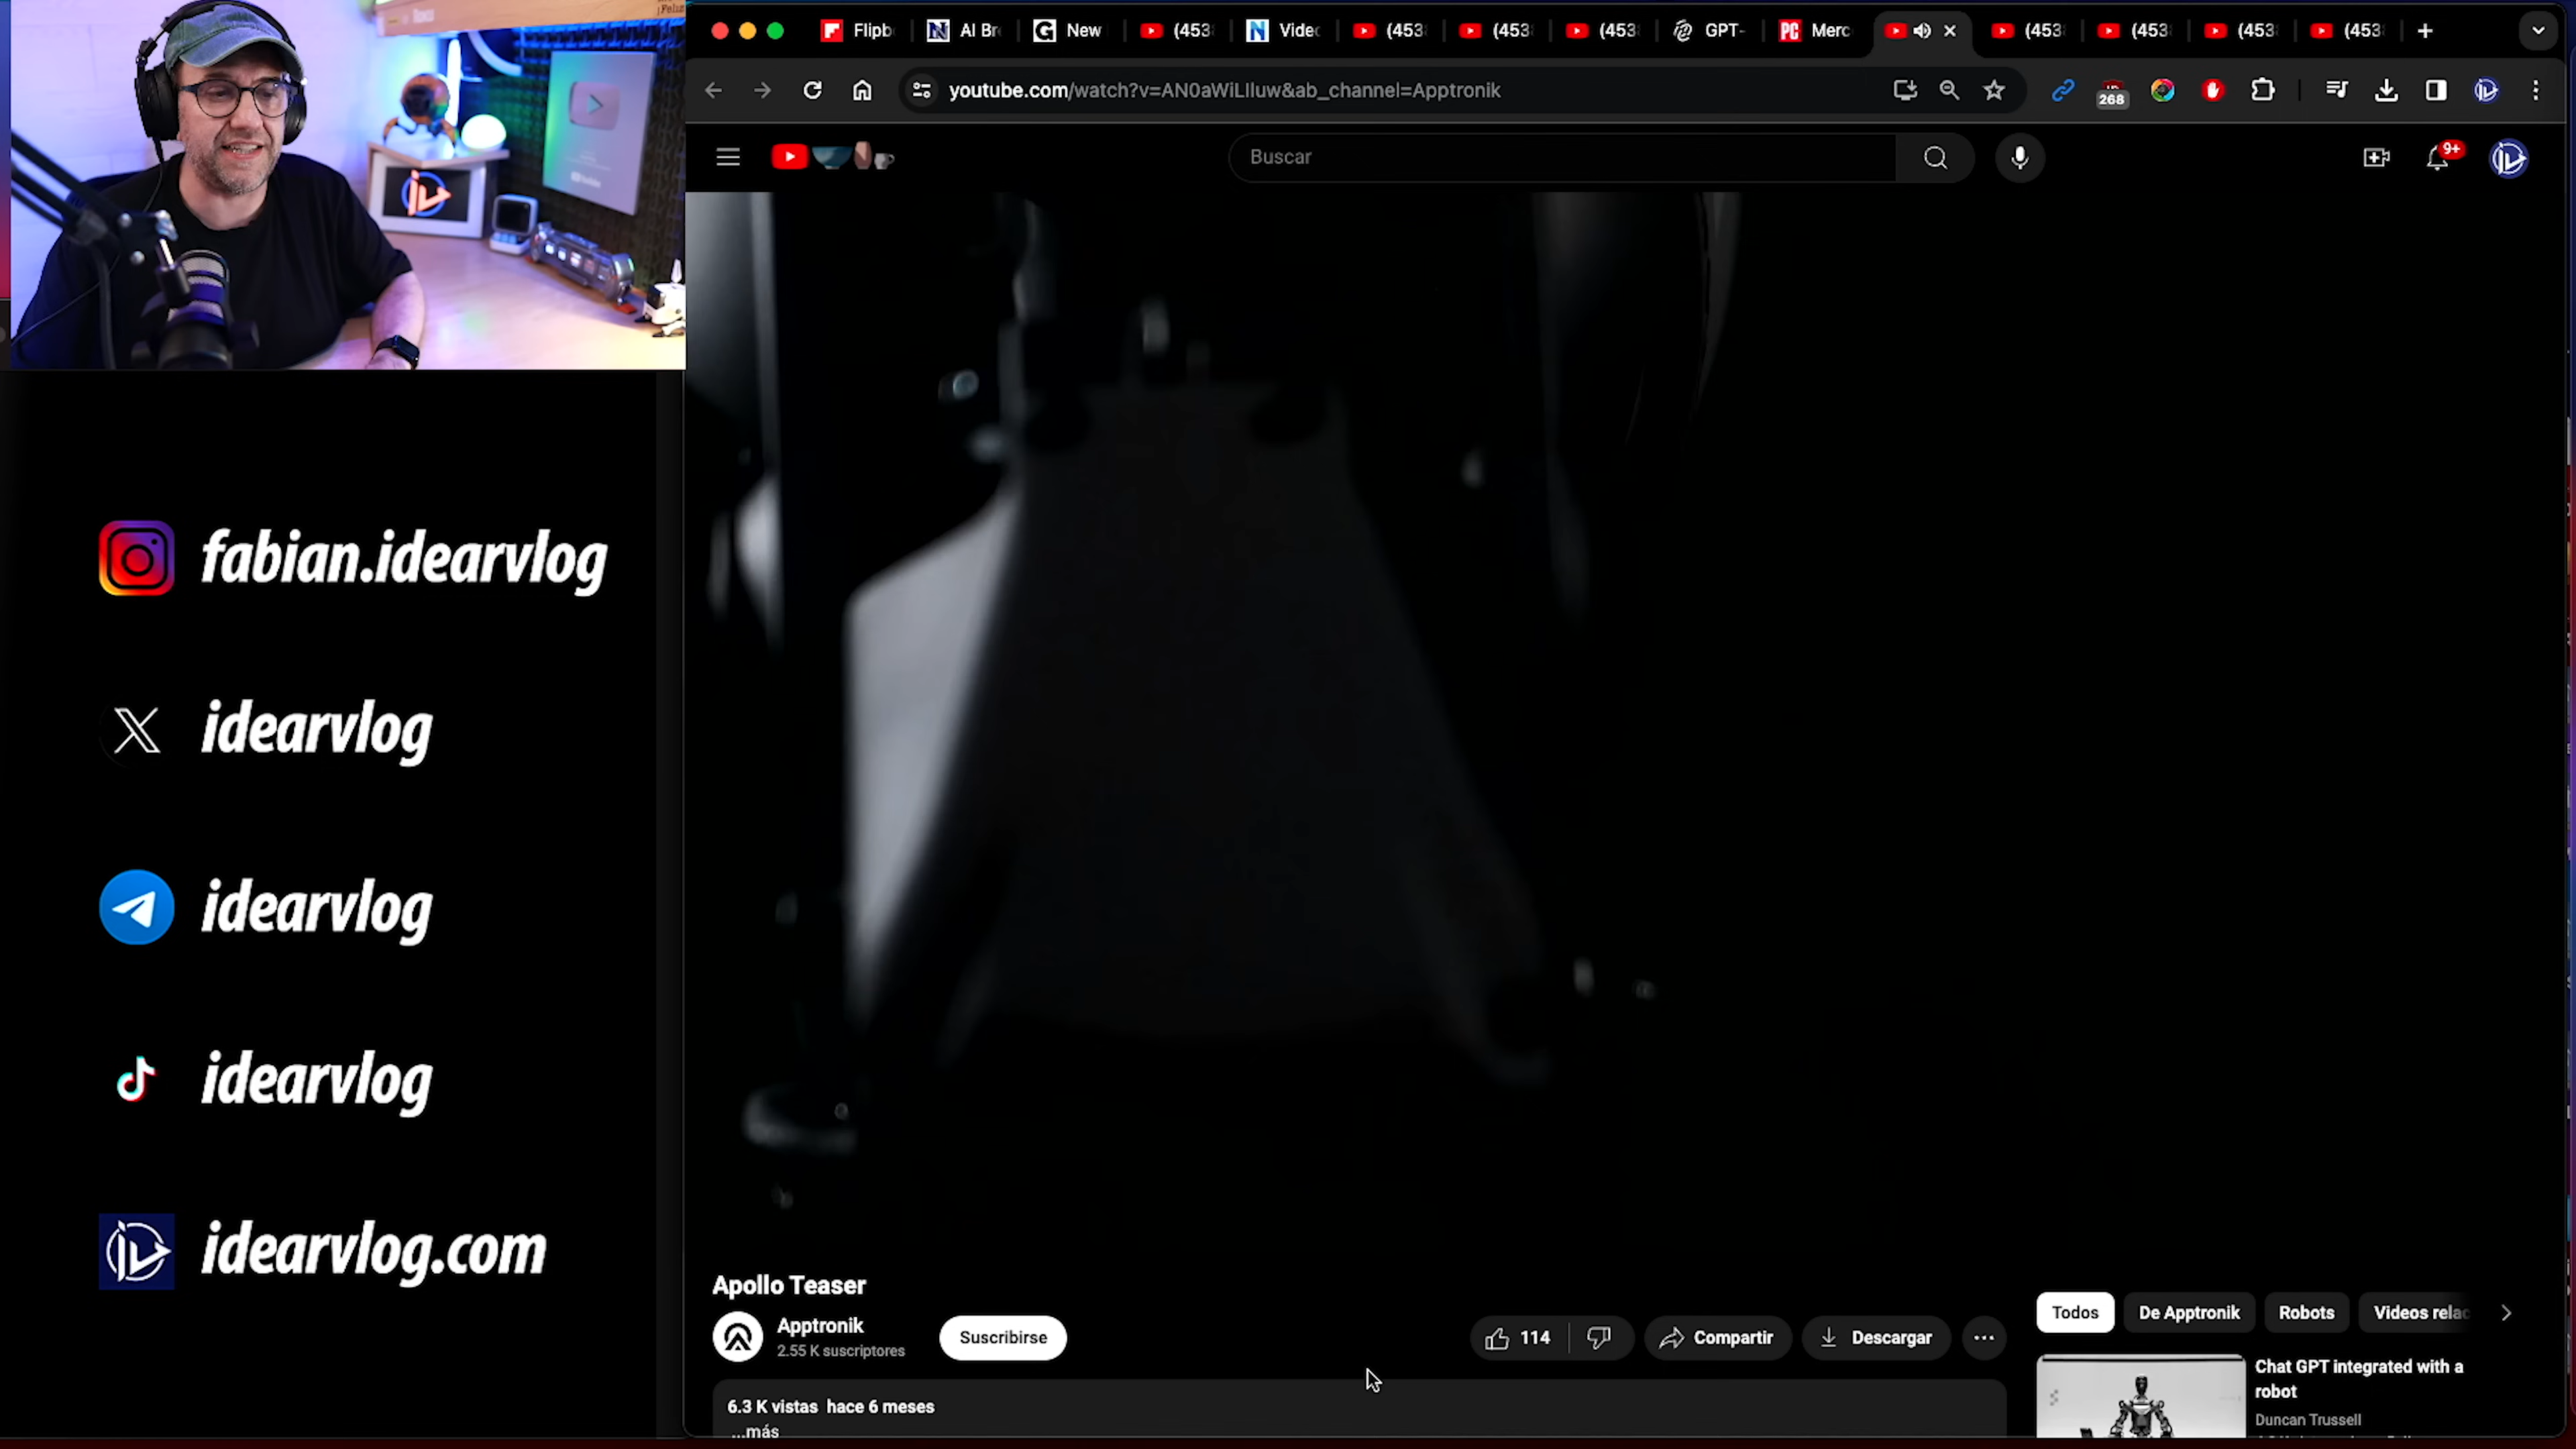 Flipb
AI Br
New
(453
Videc
(453
(453
(453
GPT-
PC Merc
(453
(453
(453
(453
youtube.com/watch?v=AN0aWiLIluw&ab_channel=Apptronik
268
Buscar
9+
fabian.idearvlog
idearvlog
idearvlog
idearvlog
idearvlog.com
Apollo Teaser
Apptronik
2.55 K suscriptores
Suscribirse
114
Compartir
Descargar
6.3 K vistas hace 6 meses
...más
Todos
De Apptronik
Robots
Videos relac
Chat GPT integrated with a
robot
Duncan Trussell